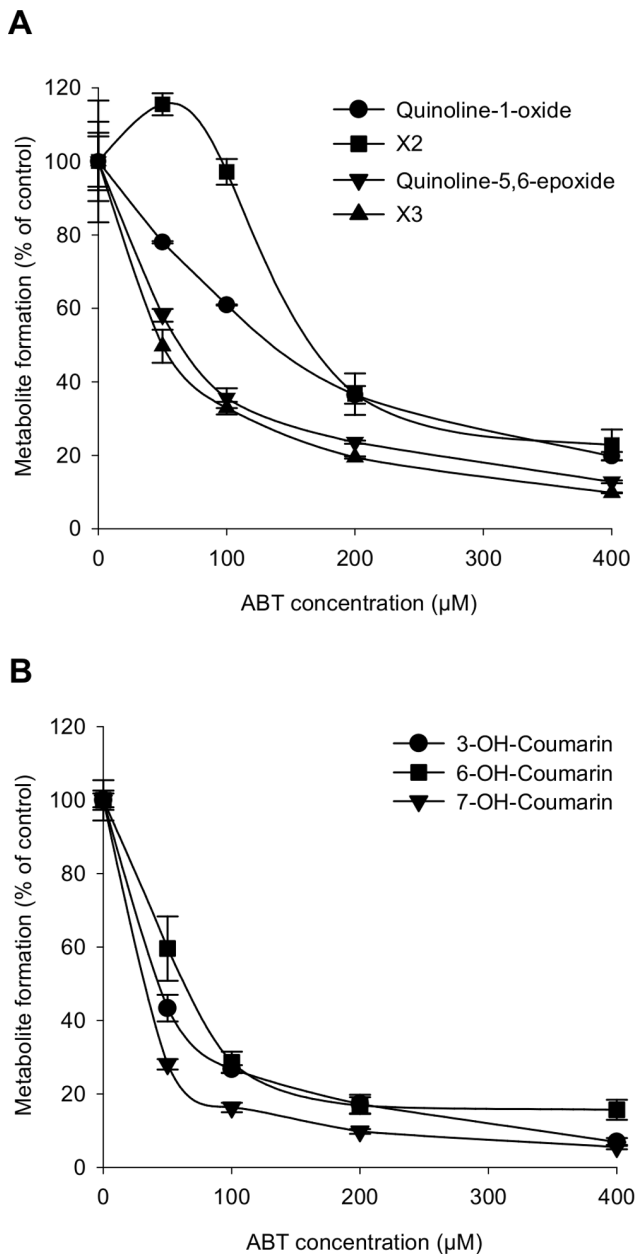 A
Metabolite formation (% of control)
120
100
80
60
40
20
0
Quinoline-1-oxide
X2
Quinoline-5,6-epoxide
X3
0
100
200
300
400
ABT concentration (µM)
B
Metabolite formation (% of control)
120
100
80
60
40
20
0
3-OH-Coumarin
6-OH-Coumarin
7-OH-Coumarin
0
100
200
300
400
ABT concentration (µM)